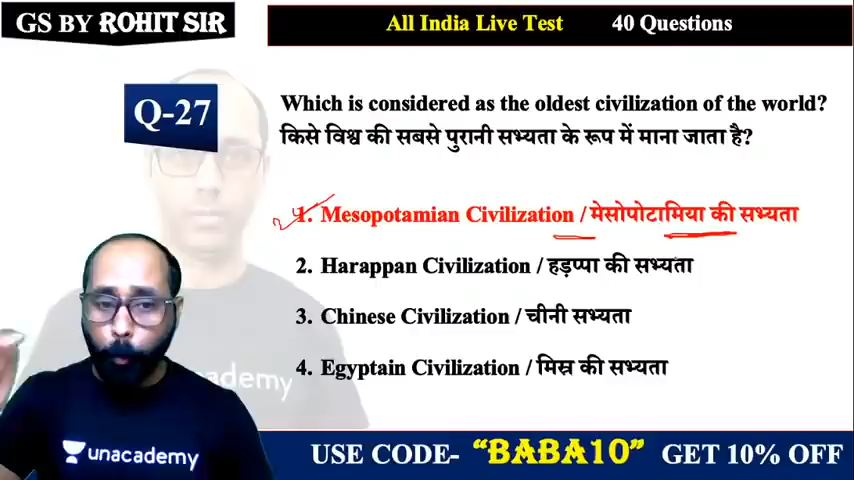 GS BY ROHIT SIR
All India Live Test 40 Questions
Q-27
Which is considered as the oldest civilization of the world?
किसे विश्व की सबसे पुरानी सभ्यता के रूप में माना जाता है?
1. Mesopotamian Civilization / मेसोपोटामिया की सभ्यता
2. Harappan Civilization / हड़प्पा की सभ्यता
3. Chinese Civilization / चीनी सभ्यता
4. Egyptain Civilization / मिस्र की सभ्यता
unacademy
USE CODE- “BABA10” GET 10% OFF